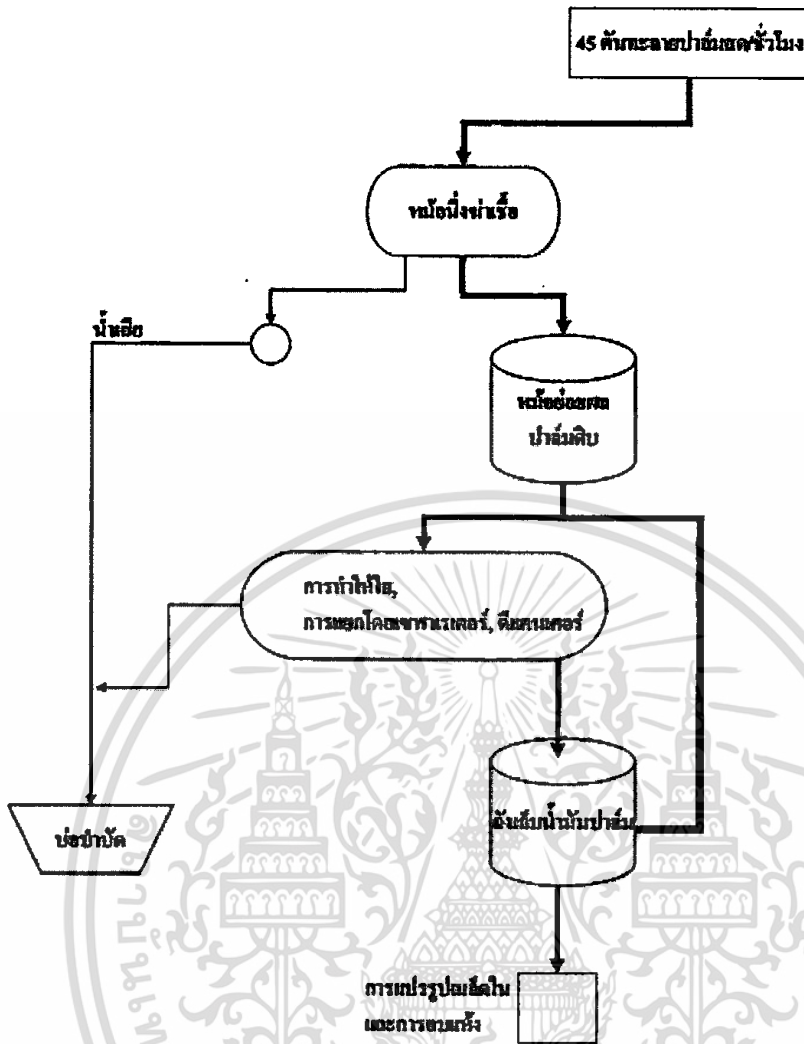 45 ตันทะลายปาล์มสด/ชั่วโมง
หม้อนึ่งฆ่าเชื้อ
น้ำเสีย
หม้อย่อยผล
ปาล์มดิบ
การทำให้ใส,
การแยกโดยเซพาเรเตอร์, ดีแคนเตอร์
ถังเก็บน้ำมันปาล์ม
บ่อบำบัด
การแปรรูปเมล็ดใน
และการอบแห้ง